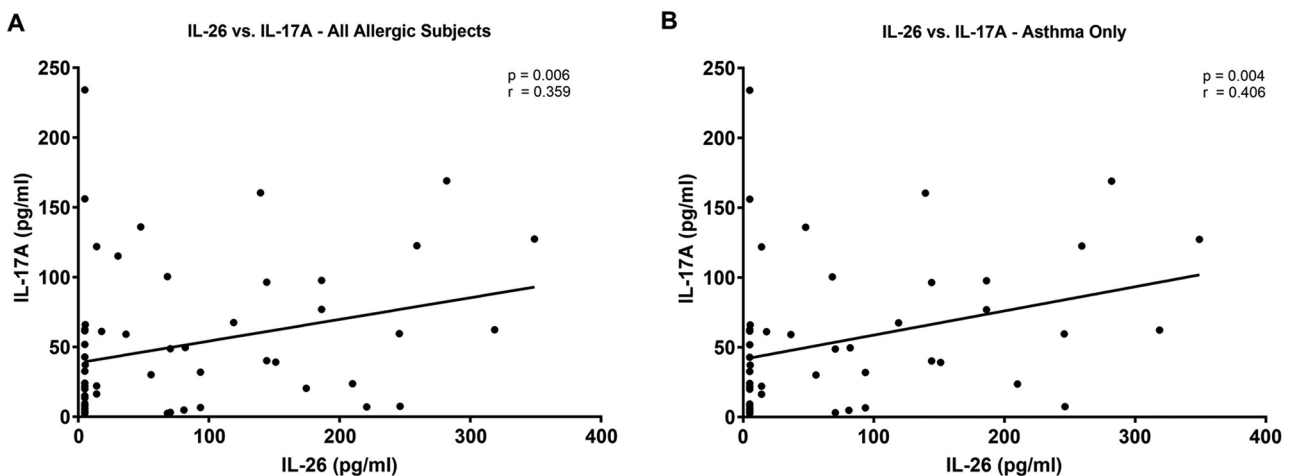 A
IL-26 vs. IL-17A - All Allergic Subjects
p = 0.006
r = 0.359
250
200
150
100
50
0
IL-17A (pg/ml)
0 100 200 300 400
IL-26 (pg/ml)
B
IL-26 vs. IL-17A - Asthma Only
p = 0.004
r = 0.406
250
200
150
100
50
0
IL-17A (pg/ml)
0 100 200 300 400
IL-26 (pg/ml)